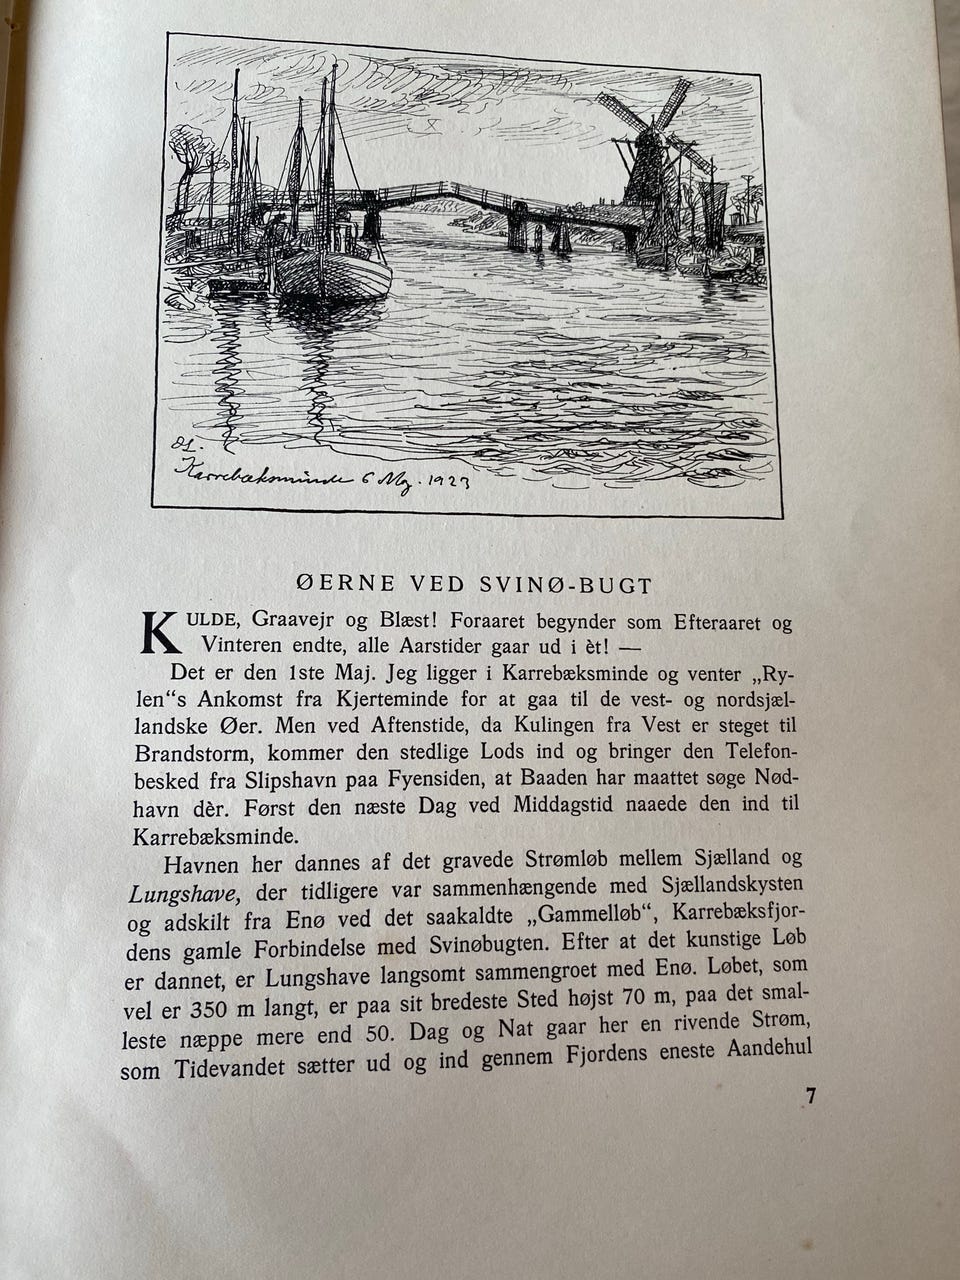 Karrebæksminde 6 Maj. 1923
ØERNE VED SVINØ-BUGT
KULDE, Graavejr og Blæst! Foraaret begynder som Efteraaret og
Vinteren endte, alle Aarstider gaar ud i èt! —
Det er den 1ste Maj. Jeg ligger i Karrebæksminde og venter „Ry-
len“s Ankomst fra Kjerteminde for at gaa til de vest- og nordsjæl-
landske Øer. Men ved Aftenstide, da Kulingen fra Vest er steget til
Brandstorm, kommer den stedlige Lods ind og bringer den Telefon-
besked fra Slipshavn paa Fyensiden, at Baaden har maattet søge Nød-
havn dèr. Først den næste Dag ved Middagstid naaede den ind til
Karrebæksminde.
Havnen her dannes af det gravede Strømløb mellem Sjælland og
Lungshave, der tidligere var sammenhængende med Sjællandskysten
og adskilt fra Enø ved det saakaldte „Gammelløb“, Karrebæksfjor-
dens gamle Forbindelse med Svinøbugten. Efter at det kunstige Løb
er dannet, er Lungshave langsomt sammengroet med Enø. Løbet, som
vel er 350 m langt, er paa sit bredeste Sted højst 70 m, paa det smal-
leste næppe mere end 50. Dag og Nat gaar her en rivende Strøm,
som Tidevandet sætter ud og ind gennem Fjordens eneste Aandehul
7